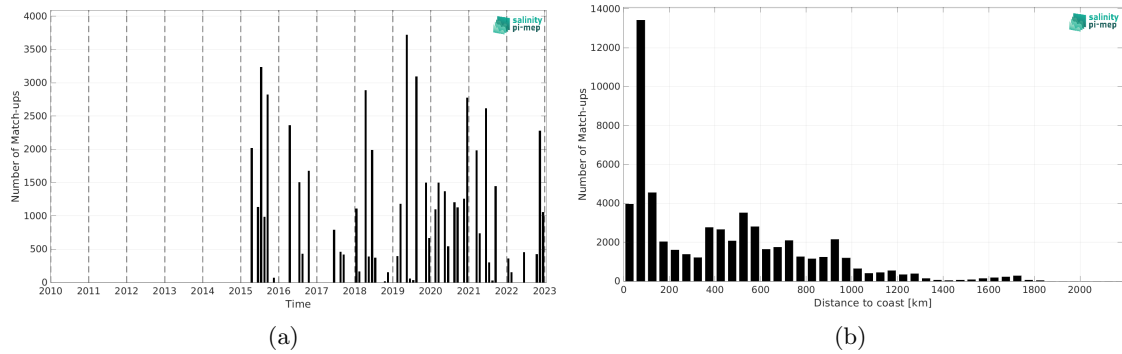 salinity
pi-mep
Number of Match-ups
4000
3500
3000
2500
2000
1500
1000
500
0
2010 2011 2012 2013 2014 2015 2016 2017 2018 2019 2020 2021 2022 2023
Time
(a)
salinity
pi-mep
Number of Match-ups
14000
12000
10000
8000
6000
4000
2000
0
0 200 400 600 800 1000 1200 1400 1600 1800 2000
Distance to coast [km]
(b)